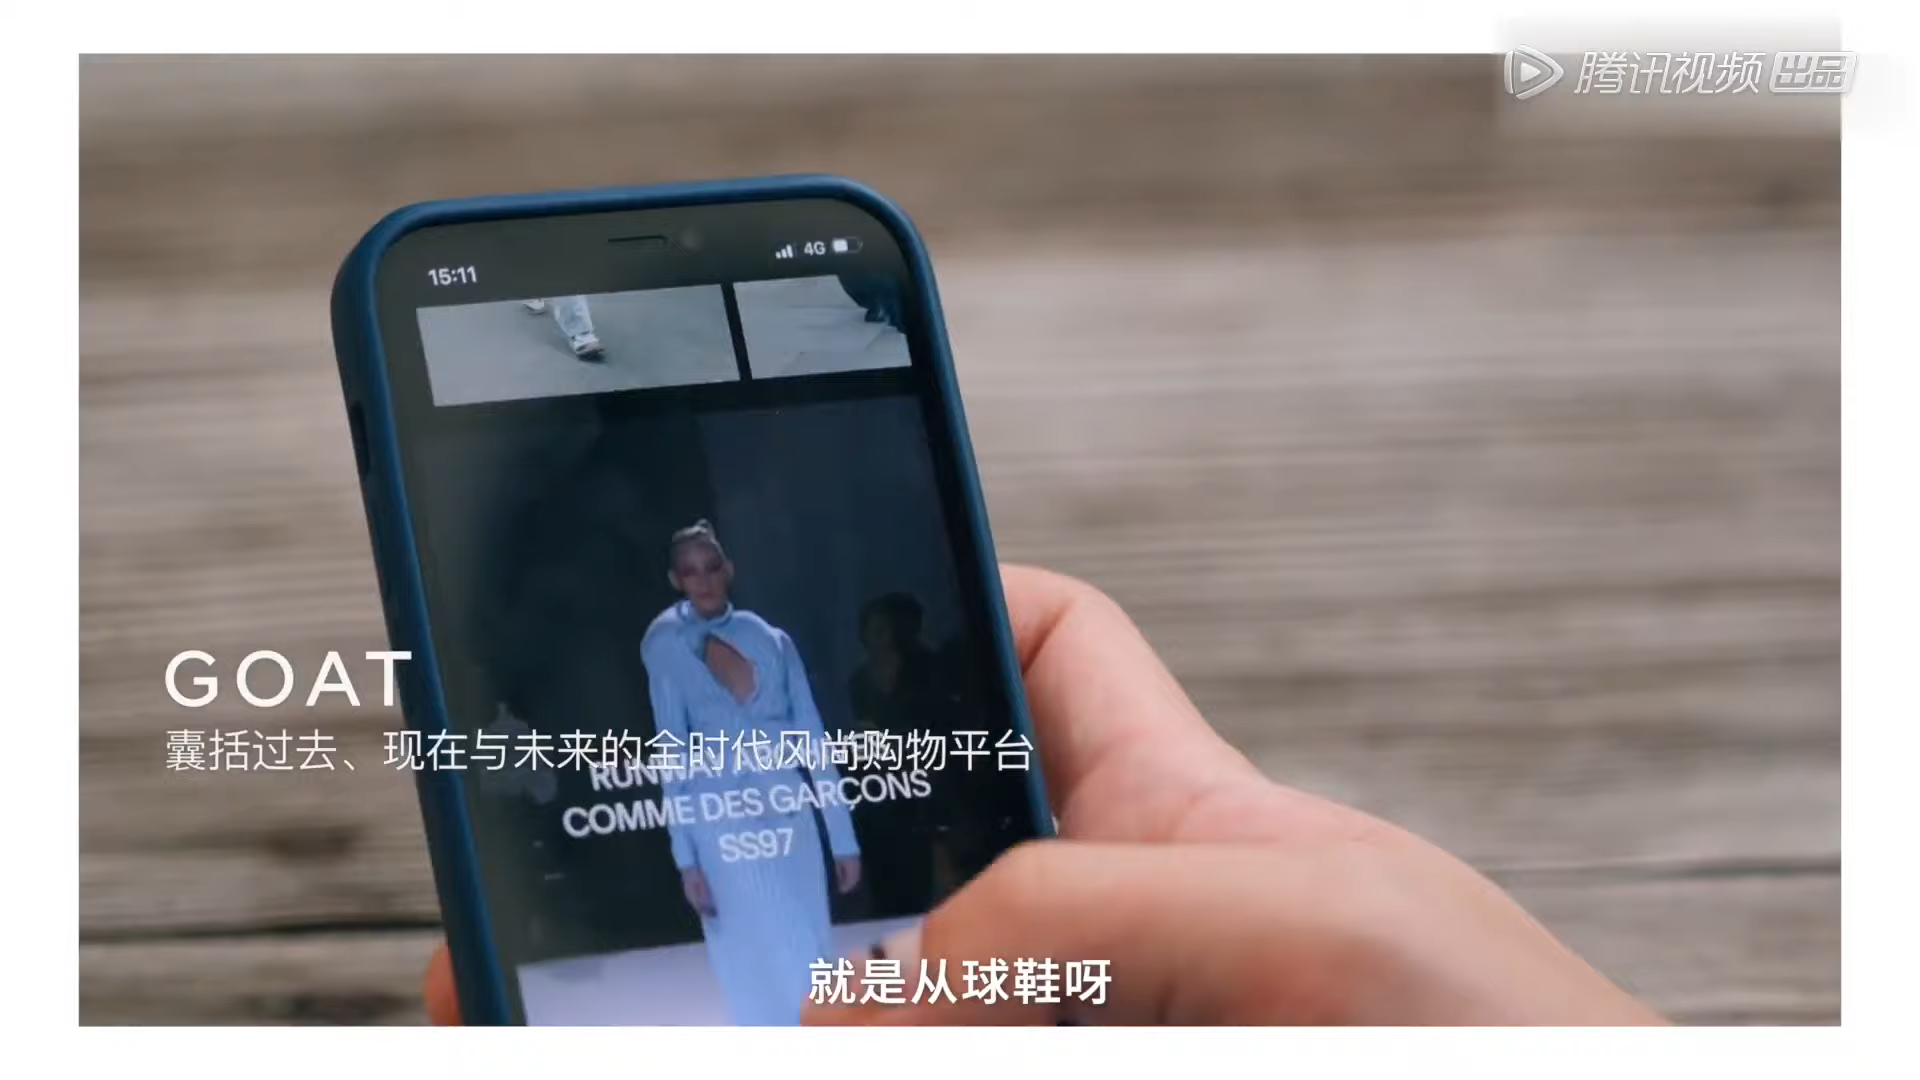 腾讯视频 出品
15:11
4G
GOAT
囊括过去、现在与未来的全时代风尚购物平台
RUNWAY
COMME DES GARÇONS
SS97
就是从球鞋呀